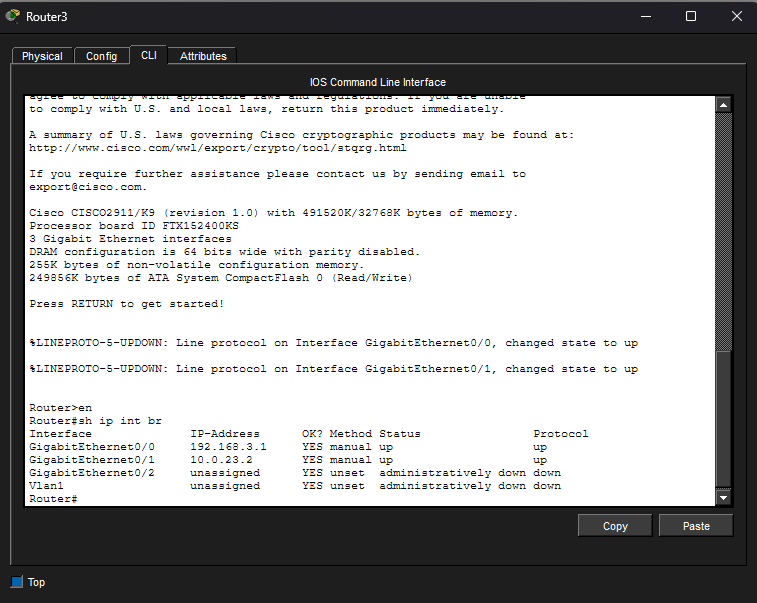 Router3
Physical Config CLI Attributes
IOS Command Line Interface
agree to comply with applicable laws and regulations. If you are unable
to comply with U.S. and local laws, return this product immediately.
A summary of U.S. laws governing Cisco cryptographic products may be found at:
http://www.cisco.com/wwl/export/crypto/tool/stqrg.html
If you require further assistance please contact us by sending email to
export@cisco.com.
Cisco CISCO2911/K9 (revision 1.0) with 491520K/32768K bytes of memory.
Processor board ID FTX152400KS
3 Gigabit Ethernet interfaces
DRAM configuration is 64 bits wide with parity disabled.
255K bytes of non-volatile configuration memory.
249856K bytes of ATA System CompactFlash 0 (Read/Write)
Press RETURN to get started!
%LINEPROTO-5-UPDOWN: Line protocol on Interface GigabitEthernet0/0, changed state to up
%LINEPROTO-5-UPDOWN: Line protocol on Interface GigabitEthernet0/1, changed state to up
Router>en
Router#sh ip int br
Interface IP-Address OK? Method Status Protocol
GigabitEthernet0/0 192.168.3.1 YES manual up up
GigabitEthernet0/1 10.0.23.2 YES manual up up
GigabitEthernet0/2 unassigned YES unset administratively down down
Vlan1 unassigned YES unset administratively down down
Router#
Copy Paste
Top